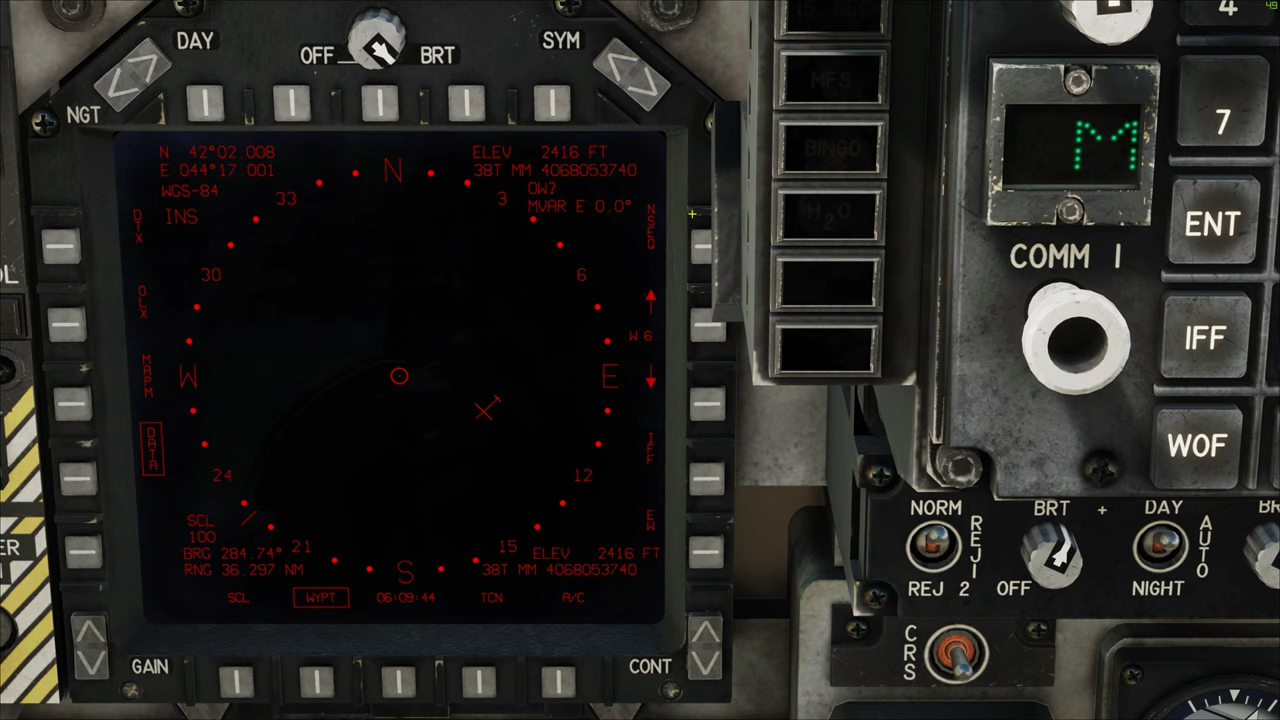 49
DAY
OFF
BRT
SYM
NGT
4
MFS
BINGO
H2O
7
M
ENT
COMM 1
IFF
WOF
N 42°02.008
E 044°17.001
WGS-84
INS
ELEV 2416 FT
38T MM 4068053740
OW?
MVAR E 0.0°
N
33
3
30
6
W
E
24
12
21
15
S
DTX
OLX
MAPM
DATA
NSEQ
W6
IFF
EW
SCL
100
BRG 284.74°
RNG 36.297 NM
ELEV 2416 FT
38T MM 4068053740
SCL
WYPT
06:09:44
TCN
A/C
GAIN
CONT
NORM
REJ 1
REJ 2
BRT
OFF
+
DAY
AUTO
NIGHT
CRS
ER